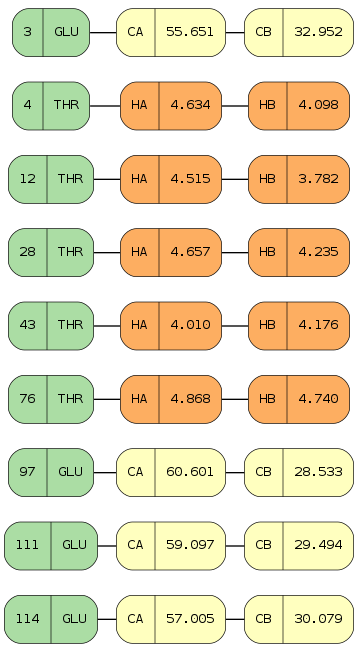 3 GLU CA 55.651 CB 32.952
4 THR HA 4.634 HB 4.098
12 THR HA 4.515 HB 3.782
28 THR HA 4.657 HB 4.235
43 THR HA 4.010 HB 4.176
76 THR HA 4.868 HB 4.740
97 GLU CA 60.601 CB 28.533
111 GLU CA 59.097 CB 29.494
114 GLU CA 57.005 CB 30.079